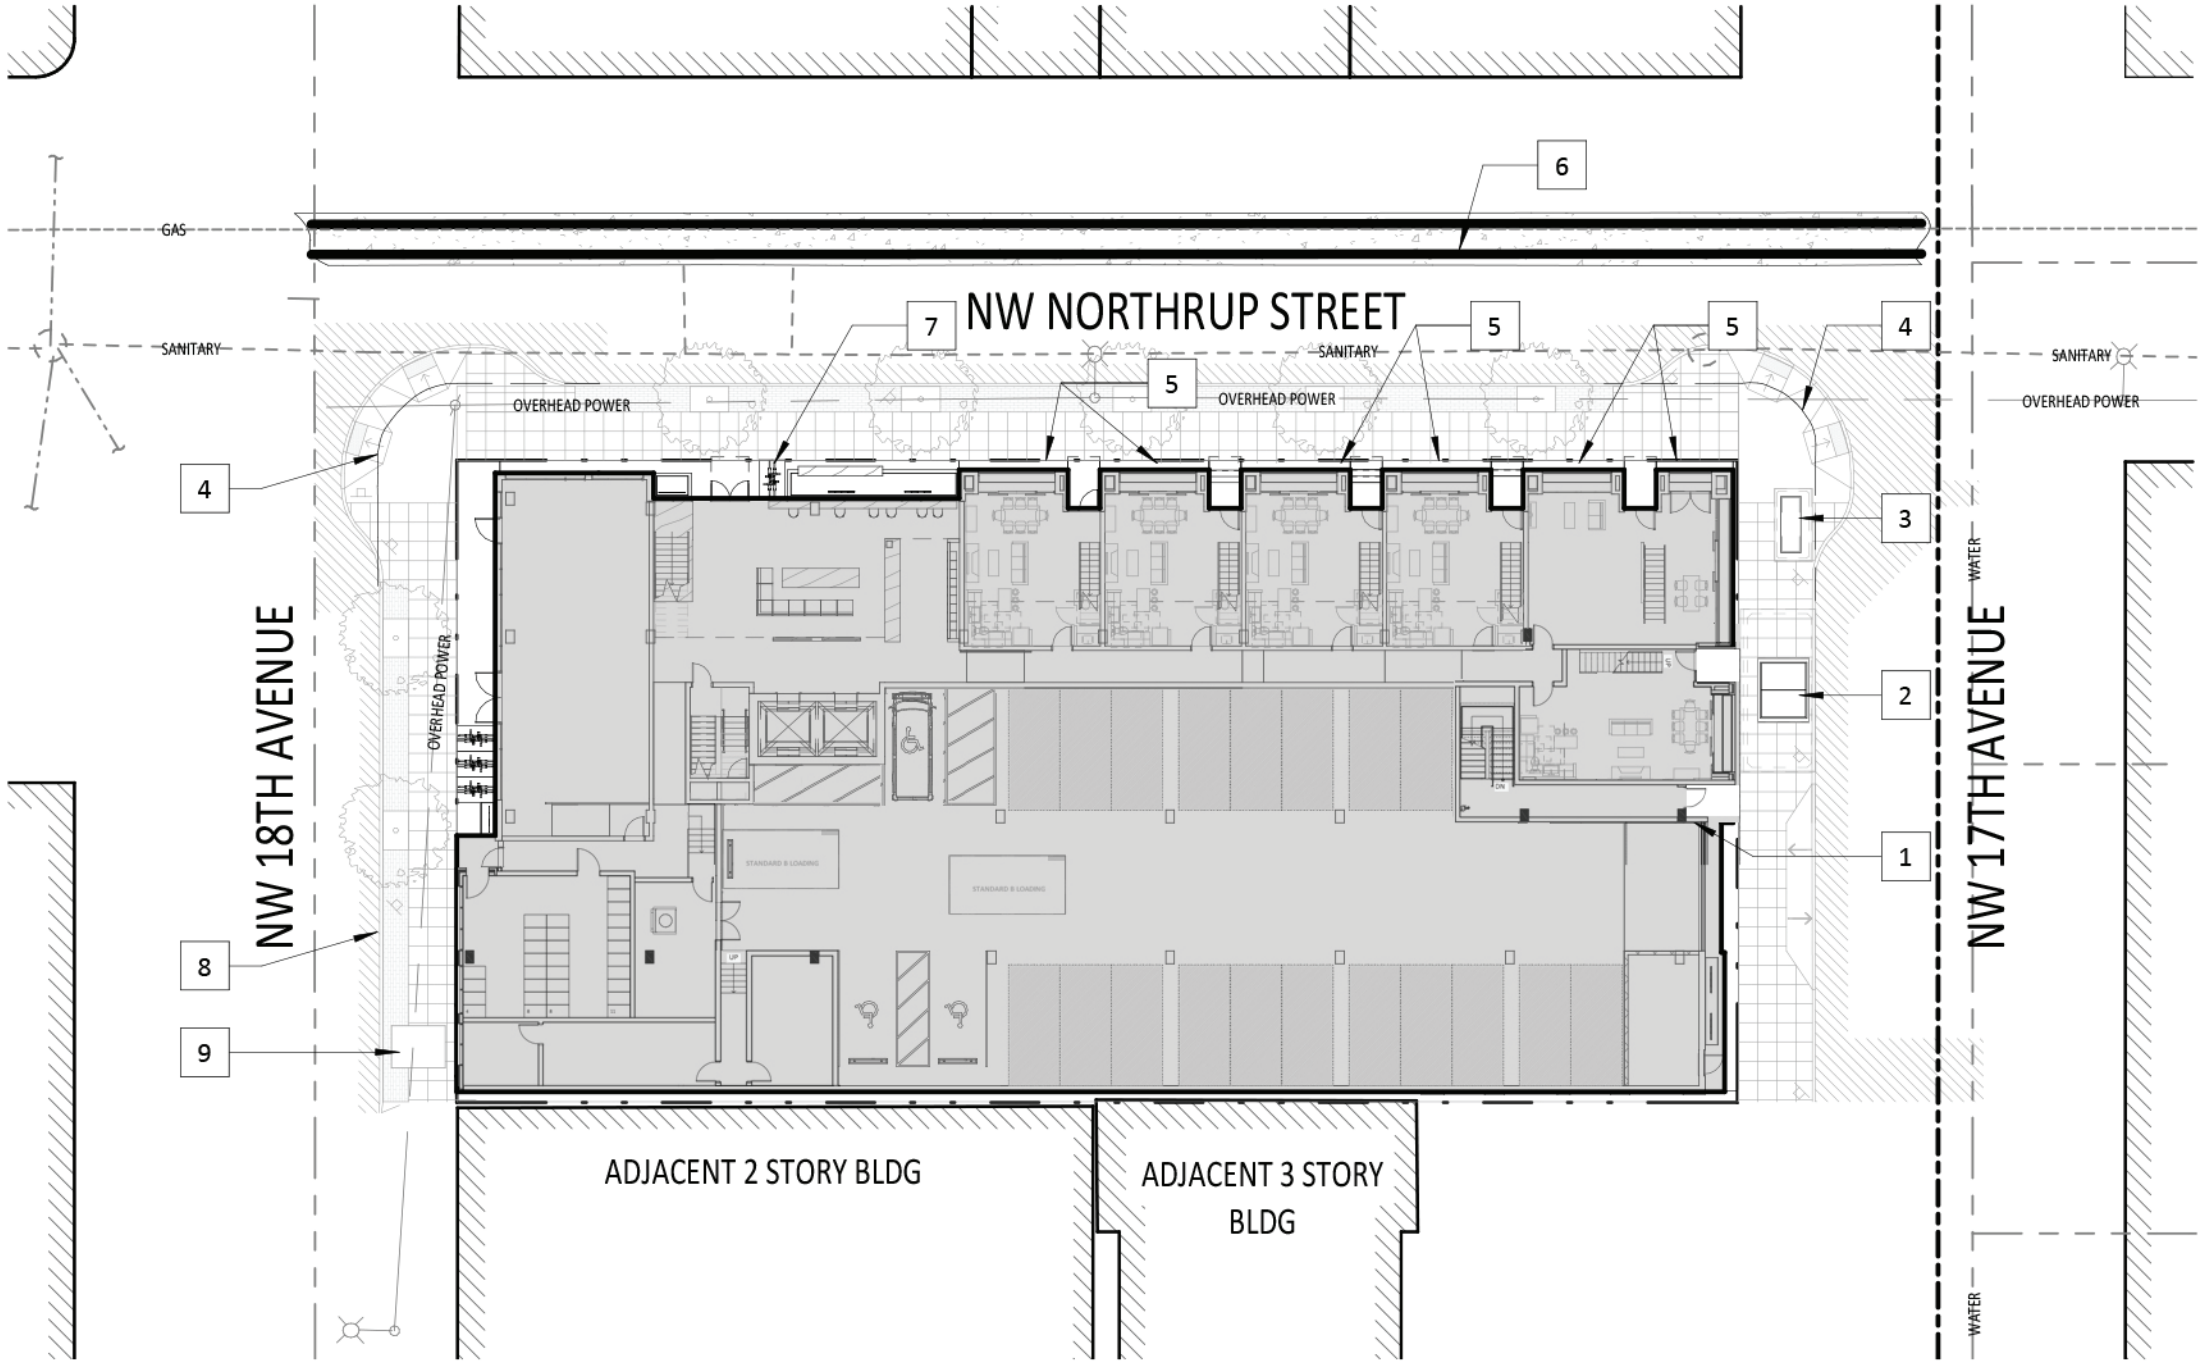 6
GAS
NW NORTHRUP STREET
7
5
5
4
SANITARY
SANITARY
SANITARY
5
OVERHEAD POWER
OVERHEAD POWER
OVERHEAD POWER
4
3
WATER
NW 18TH AVENUE
OVERHEAD POWER
NW 17TH AVENUE
UP
2
DN
STANDARD B LOADING
STANDARD B LOADING
1
8
UP
9
ADJACENT 2 STORY BLDG
ADJACENT 3 STORY
BLDG
WATER